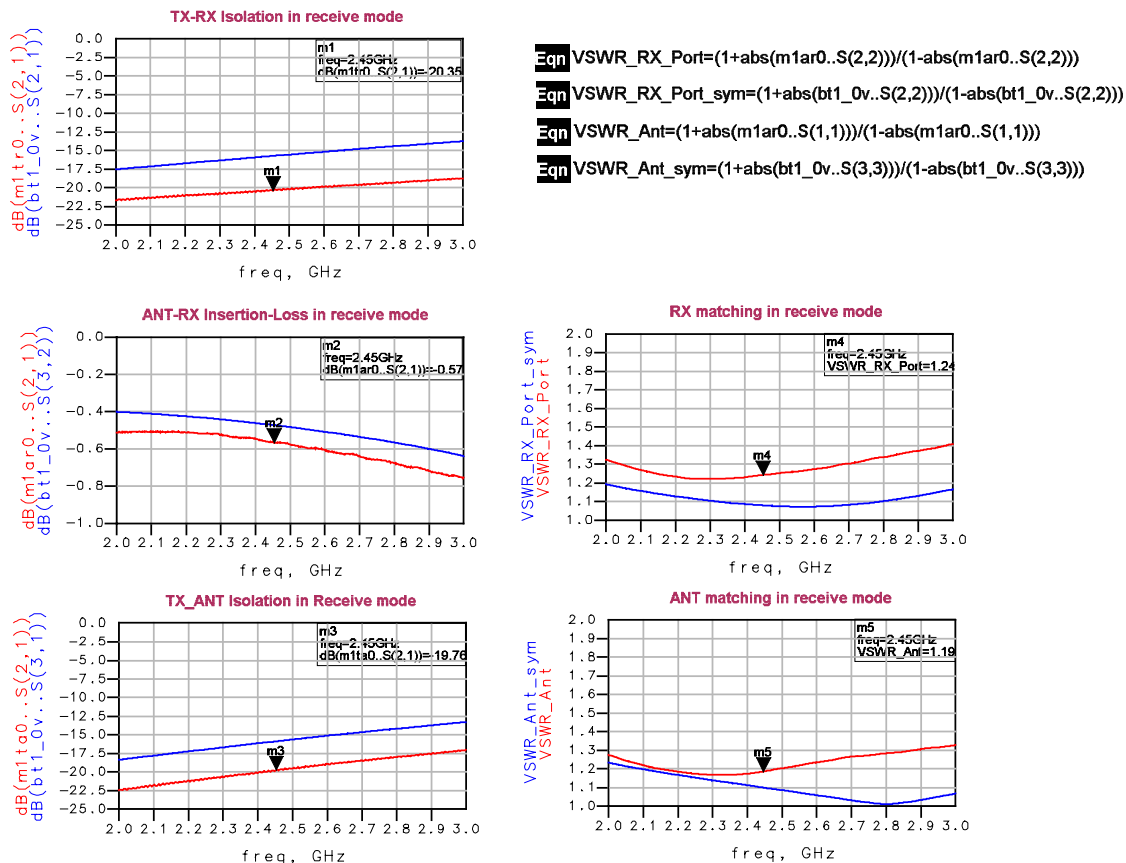 TX-RX Isolation in receive mode
dB(m1tr0..S(2,1))
dB(bt1_0v..S(2,1))
0.0
-2.5
-5.0
-7.5
-10.0
-12.5
-15.0
-17.5
-20.0
-22.5
-25.0
m1
freq=2.45GHz
dB(m1tr0..S(2,1))=-20.35
m1
2.0 2.1 2.2 2.3 2.4 2.5 2.6 2.7 2.8 2.9 3.0
freq, GHz
Eqn VSWR_RX_Port=(1+abs(m1ar0..S(2,2)))/(1-abs(m1ar0..S(2,2)))
Eqn VSWR_RX_Port_sym=(1+abs(bt1_0v..S(2,2)))/(1-abs(bt1_0v..S(2,2)))
Eqn VSWR_Ant=(1+abs(m1ar0..S(1,1)))/(1-abs(m1ar0..S(1,1)))
Eqn VSWR_Ant_sym=(1+abs(bt1_0v..S(3,3)))/(1-abs(bt1_0v..S(3,3)))
ANT-RX Insertion-Loss in receive mode
dB(m1ar0..S(2,1))
dB(bt1_0v..S(3,2))
0.0
-0.2
-0.4
-0.6
-0.8
-1.0
m2
freq=2.45GHz
dB(m1ar0..S(2,1))=-0.57
m2
2.0 2.1 2.2 2.3 2.4 2.5 2.6 2.7 2.8 2.9 3.0
freq, GHz
RX matching in receive mode
VSWR_RX_Port_sym
VSWR_RX_Port
2.0
1.9
1.8
1.7
1.6
1.5
1.4
1.3
1.2
1.1
1.0
m4
freq=2.45GHz
VSWR_RX_Port=1.24
m4
2.0 2.1 2.2 2.3 2.4 2.5 2.6 2.7 2.8 2.9 3.0
freq, GHz
TX_ANT Isolation in Receive mode
dB(m1ta0..S(2,1))
dB(bt1_0v..S(3,1))
0.0
-2.5
-5.0
-7.5
-10.0
-12.5
-15.0
-17.5
-20.0
-22.5
-25.0
m3
freq=2.45GHz
dB(m1ta0..S(2,1))=-19.76
m3
2.0 2.1 2.2 2.3 2.4 2.5 2.6 2.7 2.8 2.9 3.0
freq, GHz
ANT matching in receive mode
VSWR_Ant_sym
VSWR_Ant
2.0
1.9
1.8
1.7
1.6
1.5
1.4
1.3
1.2
1.1
1.0
m5
freq=2.45GHz
VSWR_Ant=1.19
m5
2.0 2.1 2.2 2.3 2.4 2.5 2.6 2.7 2.8 2.9 3.0
freq, GHz